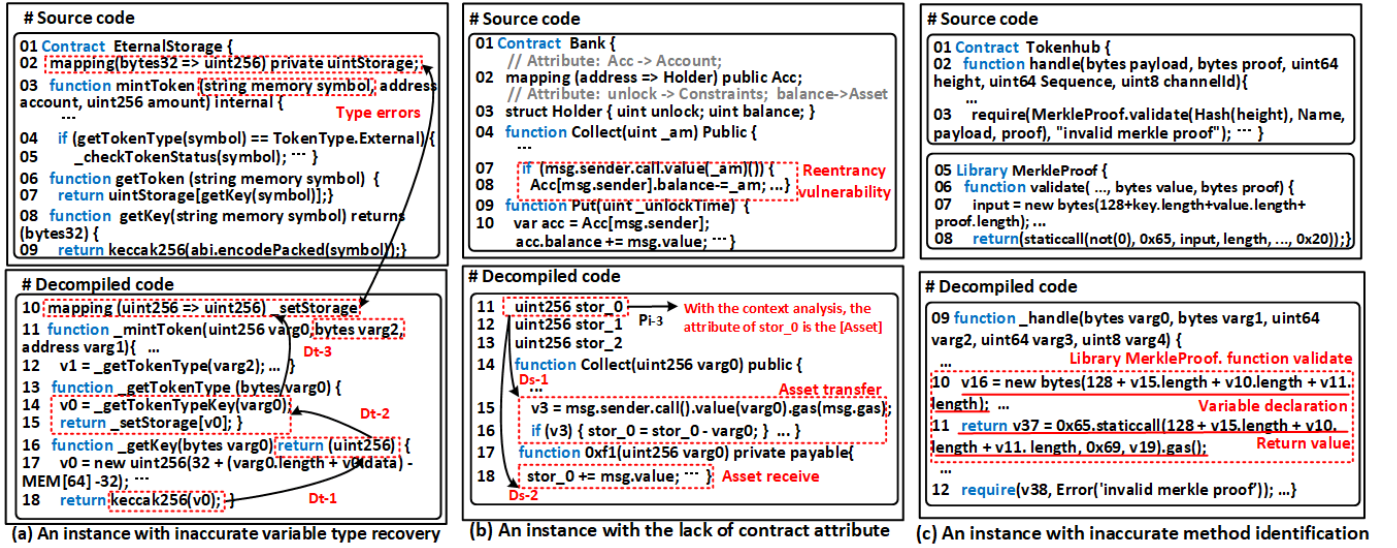 # Source code
01 Contract EternalStorage {
02 mapping(bytes32 => uint256) private uintStorage;
03 function mintToken (string memory symbol, address
account, uint256 amount) internal {
...
Type errors
04 if (getTokenType(symbol) == TokenType.External) {
05 _checkTokenStatus(symbol); ... }
06 function getToken (string memory symbol) {
07 return uintStorage[getKey(symbol)];}
08 function getKey(string memory symbol) returns
(bytes32) {
09 return keccak256(abi.encodePacked(symbol));}
# Decompiled code
10 mapping (uint256 => uint256) _setStorage
11 function _mintToken(uint256 varg0, bytes varg2,
address varg1){ ...
Dt-3
12 v1 = _getTokenType(varg2); ... }
13 function _getTokenType (bytes varg0) {
14 v0 = _getTokenTypeKey(varg0);
Dt-2
15 return _setStorage[v0]; }
16 function _getKey(bytes varg0) return (uint256) {
17 v0 = new uint256(32 + (varg0.length + v0.data) -
MEM[64] -32); ...
Dt-1
18 return keccak256(v0); }
(a) An instance with inaccurate variable type recovery
# Source code
01 Contract Bank {
// Attribute: Acc -> Account;
02 mapping (address => Holder) public Acc;
// Attribute: unlock -> Constraints; balance->Asset
03 struct Holder { uint unlock; uint balance; }
04 function Collect(uint _am) Public {
...
07 if (msg.sender.call.value(_am)()) {
08 Acc[msg.sender].balance-=_am; ...}
Reentrancy
vulnerability
09 function Put(uint _unlockTime) {
10 var acc = Acc[msg.sender];
acc.balance += msg.value; ... }
# Decompiled code
11 uint256 stor_0
Pi-3
With the context analysis, the
attribute of stor_0 is the [Asset]
12 uint256 stor_1
13 uint256 stor_2
14 function Collect(uint256 varg0) public {
Ds-1
...
Asset transfer
15 v3 = msg.sender.call().value(varg0).gas(msg.gas);
16 if (v3) { stor_0 = stor_0 - varg0; } ... }
17 function 0xf1(uint256 varg0) private payable{
18 stor_0 += msg.value; ... }
Asset receive
Ds-2
(b) An instance with the lack of contract attribute
# Source code
01 Contract Tokenhub {
02 function handle(bytes payload, bytes proof, uint64
height, uint64 Sequence, uint8 channelId){
...
03 require(MerkleProof.validate(Hash(height), Name,
payload, proof), "invalid merkle proof"); ... }
05 Library MerkleProof {
06 function validate( ..., bytes value, bytes proof) {
07 input = new bytes(128+key.length+value.length+
proof.length); ...
08 return(staticcall(not(0), 0x65, input, length, ..., 0x20));}
# Decompiled code
09 function _handle(bytes varg0, bytes varg1, uint64
varg2, uint64 varg3, uint8 varg4) {
Library MerkleProof. function validate
...
10 v16 = new bytes(128 + v15.length + v10.length + v11.
length); ...
Variable declaration
11 return v37 = 0x65.staticcall(128 + v15.length + v10.
length + v11. length, 0x69, v19).gas();
Return value
...
12 require(v38, Error('invalid merkle proof')); ...}
(c) An instance with inaccurate method identification